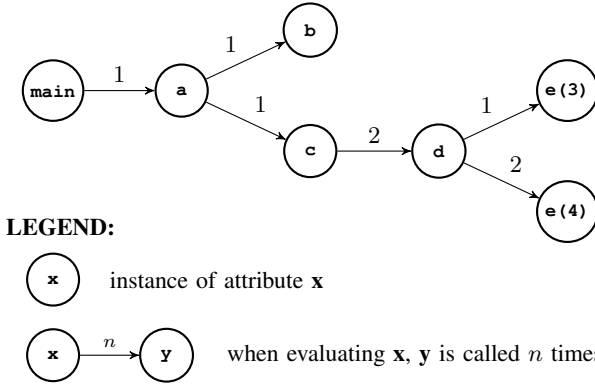 b
1
main 1 a 1 e(3)
1
c 2 d
2
e(4)
LEGEND:
x instance of attribute x
x n y when evaluating x, y is called n times